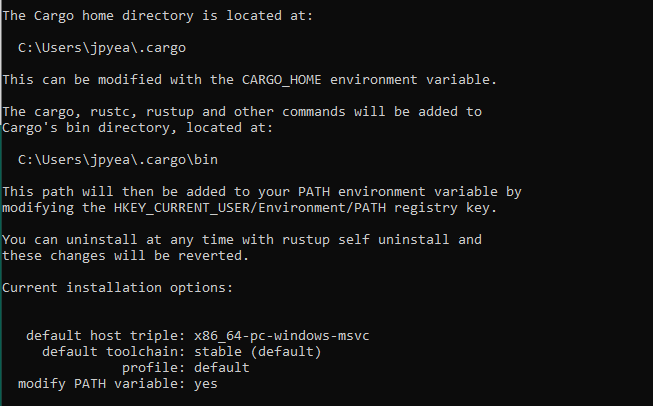 The Cargo home directory is located at:
C:\Users\jpyea\.cargo
This can be modified with the CARGO_HOME environment variable.
The cargo, rustc, rustup and other commands will be added to
Cargo's bin directory, located at:
C:\Users\jpyea\.cargo\bin
This path will then be added to your PATH environment variable by
modifying the HKEY_CURRENT_USER/Environment/PATH registry key.
You can uninstall at any time with rustup self uninstall and
these changes will be reverted.
Current installation options:
default host triple: x86_64-pc-windows-msvc
default toolchain: stable (default)
profile: default
modify PATH variable: yes